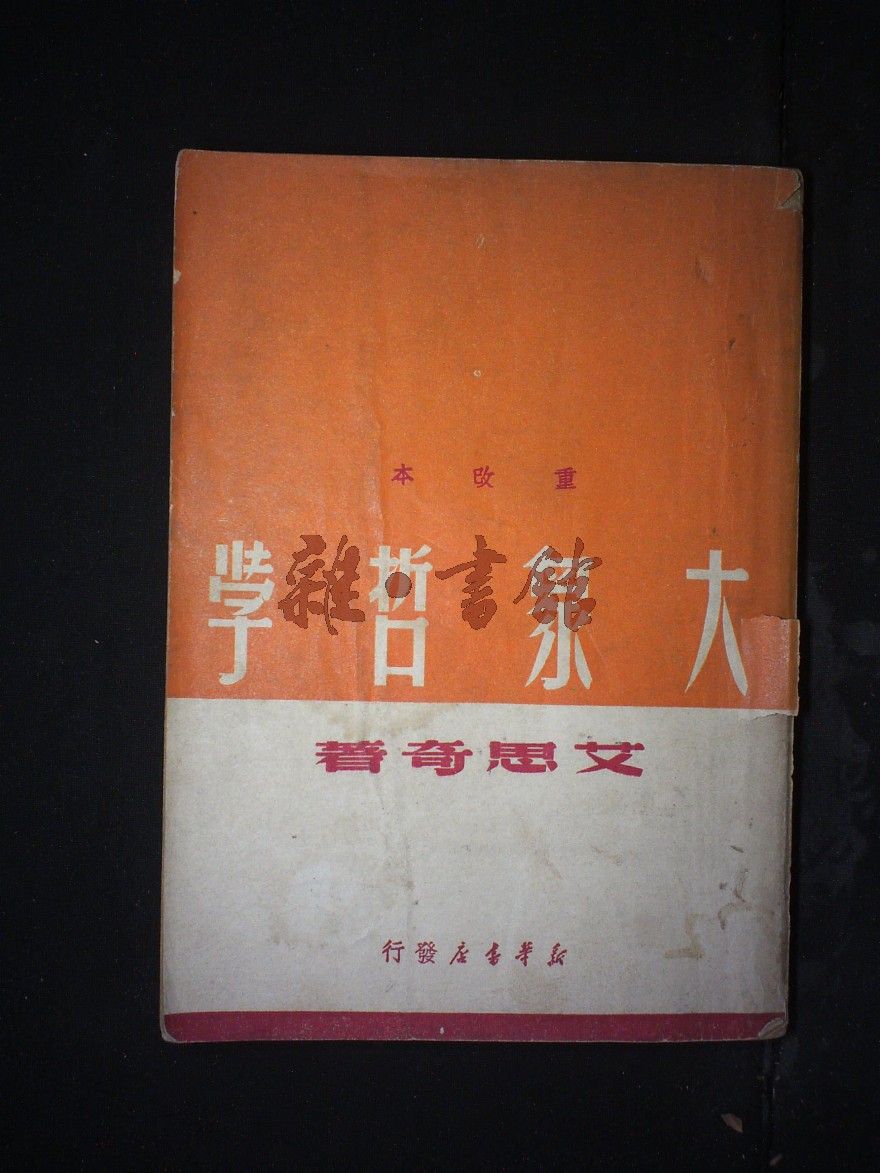 重改本
大眾哲學
雜·書館
艾思奇著
新華書店發行